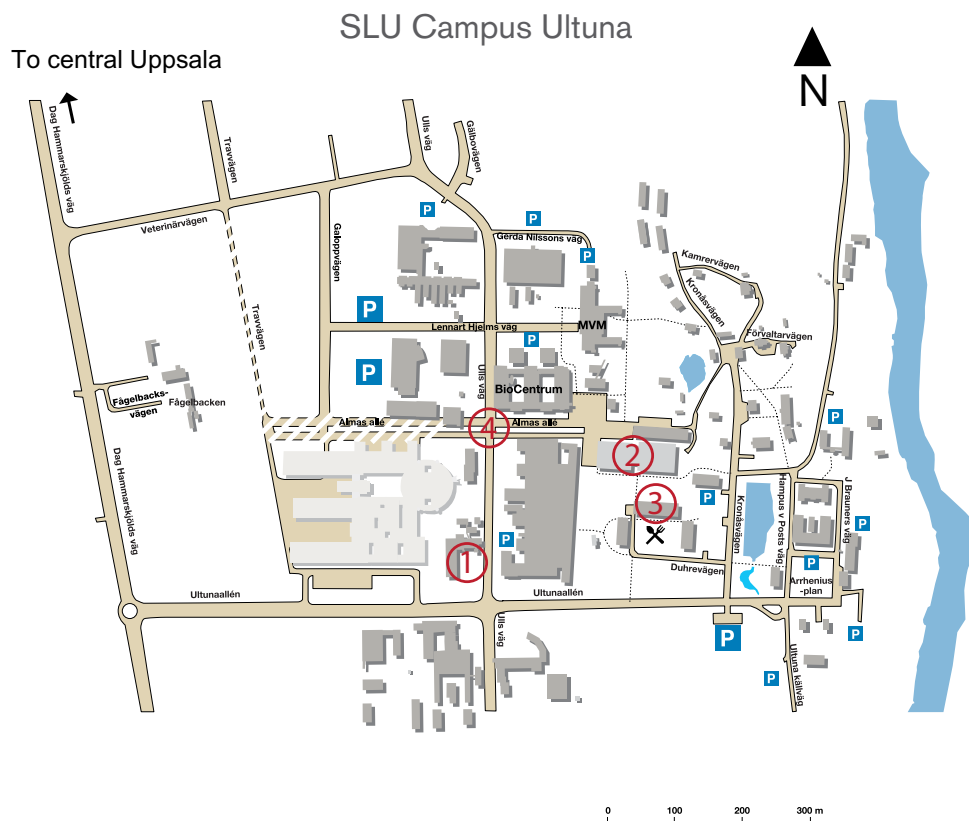 SLU Campus Ultuna
To central Uppsala
N
Dag Hammarskjölds väg
Travvägen
Ulls väg
Gälbovägen
P
P
Veterinärvägen
Galoppvägen
Gerda Nilssons väg
P
Kamrervägen
Kronåsvägen
P
Travvägen
Lennart Hjelms väg
MVM
P
Förvaltarvägen
P
Ulls väg
BioCentrum
Fågelbacks-
vägen
Fågelbacken
Almas allé
Almas allé
4
P
2
3
P
Kronåsvägen
Hampus v Posts väg
J Brauners väg
P
Dag Hammarskjölds väg
P
1
Duhrevägen
P
Arrhenius
-plan
Ultunaallén
Ultunaallén
Ulls väg
P
P
Ultuna källväg
P
0 100 200 300 m